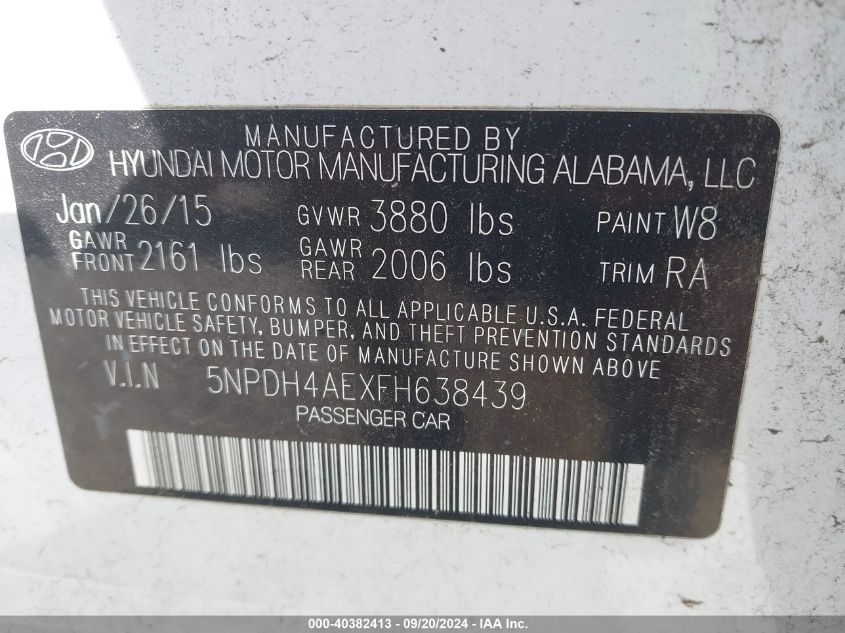 MANUFACTURED BY
HYUNDAI MOTOR MANUFACTURING ALABAMA, LLC
Jan/26/15 GVWR 3880 lbs PAINT W8
GAWR FRONT 2161 lbs GAWR REAR 2006 lbs TRIM RA
THIS VEHICLE CONFORMS TO ALL APPLICABLE U.S.A. FEDERAL
MOTOR VEHICLE SAFETY, BUMPER, AND THEFT PREVENTION STANDARDS
IN EFFECT ON THE DATE OF MANUFACTURE SHOWN ABOVE
V.I.N 5NPDH4AEXFH638439
PASSENGER CAR
000-40382413 - 09/20/2024 - IAA Inc.